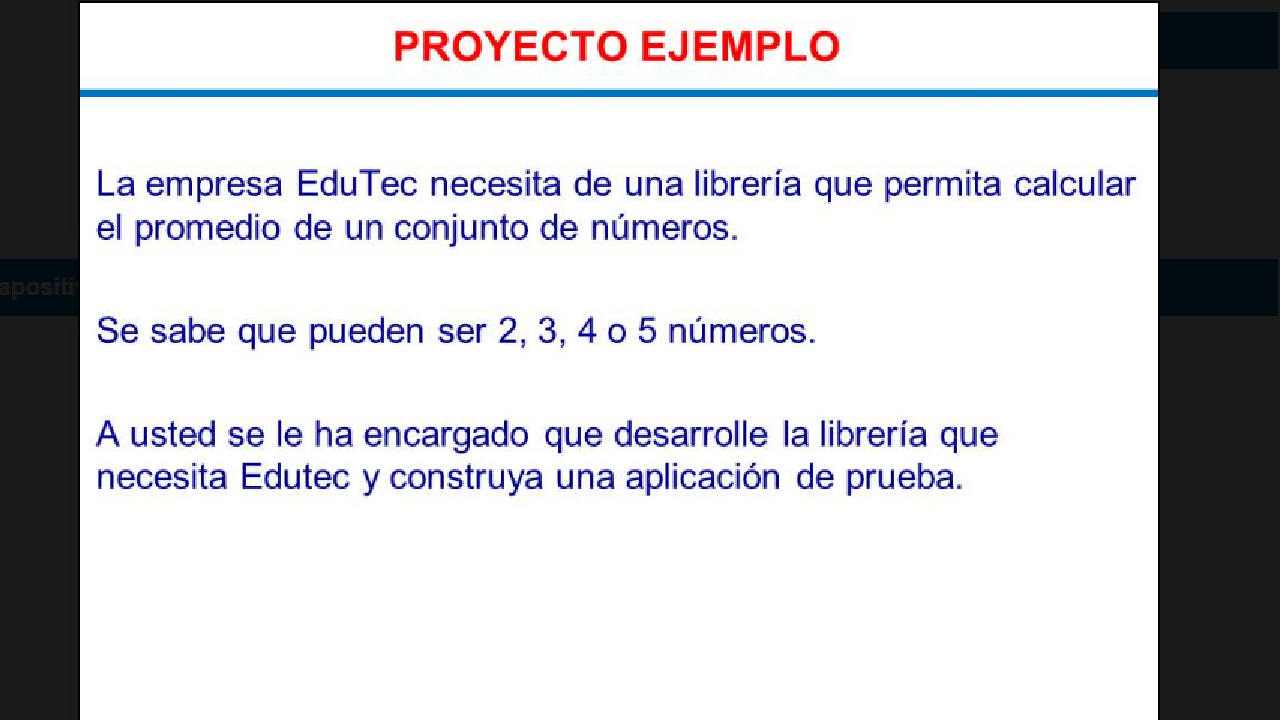 PROYECTO EJEMPLO
La empresa EduTec necesita de una librería que permita calcular
el promedio de un conjunto de números.
apositi
Se sabe que pueden ser 2, 3, 4 o 5 números.
A usted se le ha encargado que desarrolle la librería que
necesita Edutec y construya una aplicación de prueba.